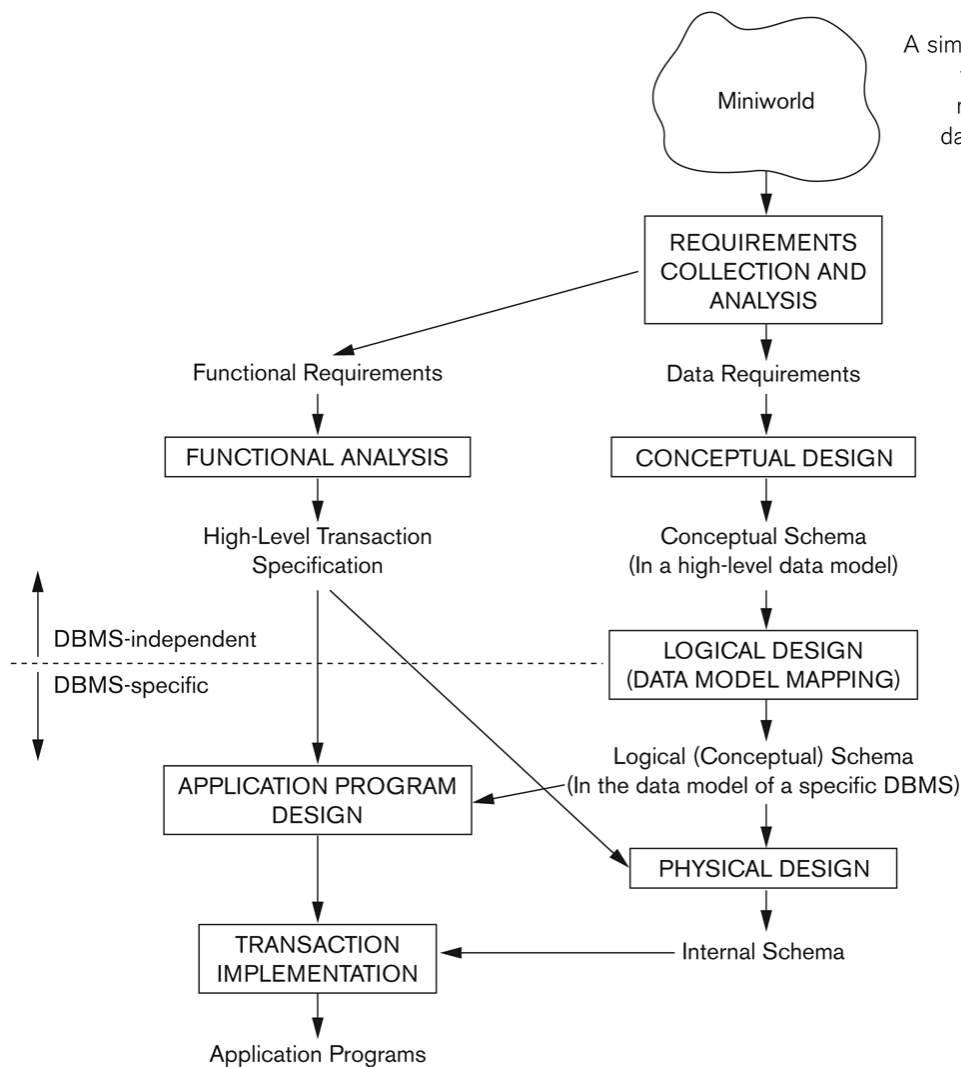 A sim
Miniworld
r
da
REQUIREMENTS
COLLECTION AND
ANALYSIS
Functional Requirements
Data Requirements
FUNCTIONAL ANALYSIS
CONCEPTUAL DESIGN
High-Level Transaction
Specification
Conceptual Schema
(In a high-level data model)
DBMS-independent
DBMS-specific
LOGICAL DESIGN
(DATA MODEL MAPPING)
Logical (Conceptual) Schema
(In the data model of a specific DBMS)
APPLICATION PROGRAM
DESIGN
PHYSICAL DESIGN
TRANSACTION
IMPLEMENTATION
Internal Schema
Application Programs